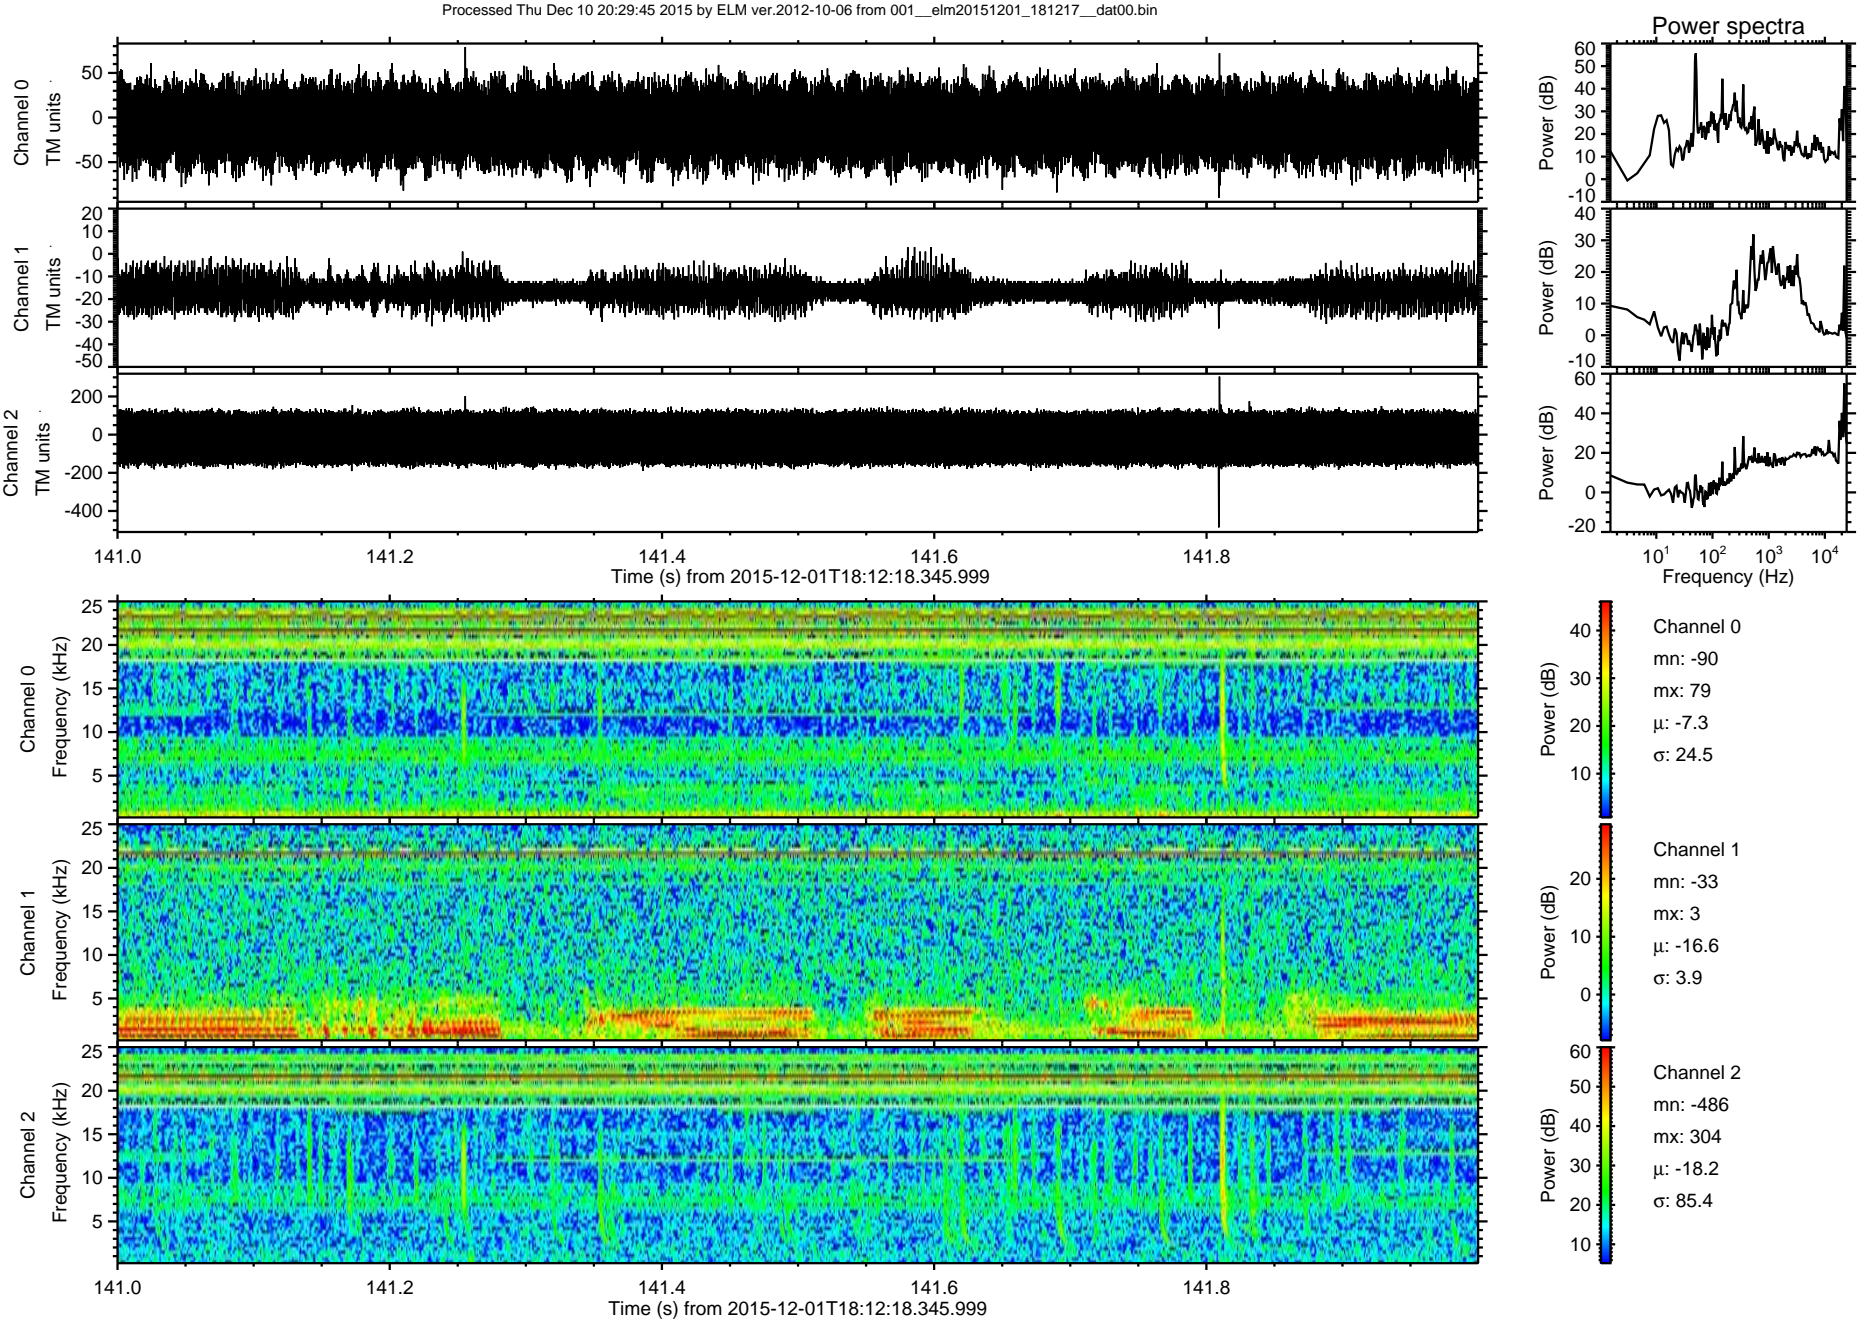 Processed Thu Dec 10 20:29:45 2015 by ELM ver.2012-10-06 from 001__elm20151201_181217__dat00.bin
Power spectra
Channel 0
TM units
50
0
-50
Power (dB)
60
50
40
30
20
10
0
-10
Channel 1
TM units
20
10
0
-10
-20
-30
-40
-50
Power (dB)
40
30
20
10
0
-10
Channel 2
TM units
200
0
-200
-400
Power (dB)
60
40
20
0
-20
141.0 141.2 141.4 141.6 141.8
Time (s) from 2015-12-01T18:12:18.345.999
10^1 10^2 10^3 10^4
Frequency (Hz)
Channel 0
Frequency (kHz)
25
20
15
10
5
Power (dB)
40
30
20
10
Channel 0
mn: -90
mx: 79
μ: -7.3
σ: 24.5
Channel 1
Frequency (kHz)
25
20
15
10
5
Power (dB)
20
10
0
Channel 1
mn: -33
mx: 3
μ: -16.6
σ: 3.9
Channel 2
Frequency (kHz)
25
20
15
10
5
Power (dB)
60
50
40
30
20
10
Channel 2
mn: -486
mx: 304
μ: -18.2
σ: 85.4
141.0 141.2 141.4 141.6 141.8
Time (s) from 2015-12-01T18:12:18.345.999